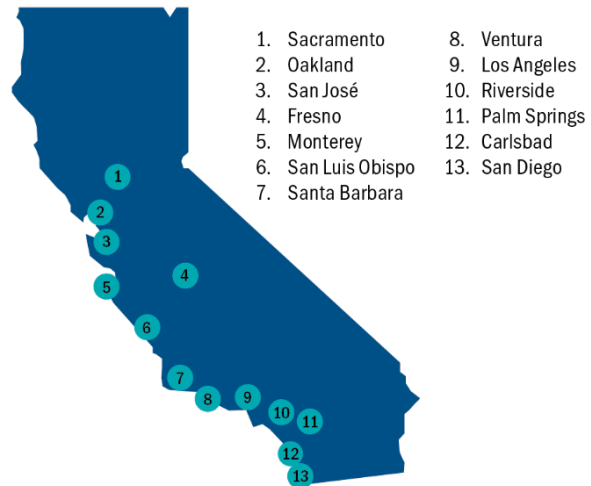 1. Sacramento
2. Oakland
3. San José
4. Fresno
5. Monterey
6. San Luis Obispo
7. Santa Barbara
8. Ventura
9. Los Angeles
10. Riverside
11. Palm Springs
12. Carlsbad
13. San Diego
1
2
3
4
5
6
7
8
9
10
11
12
13